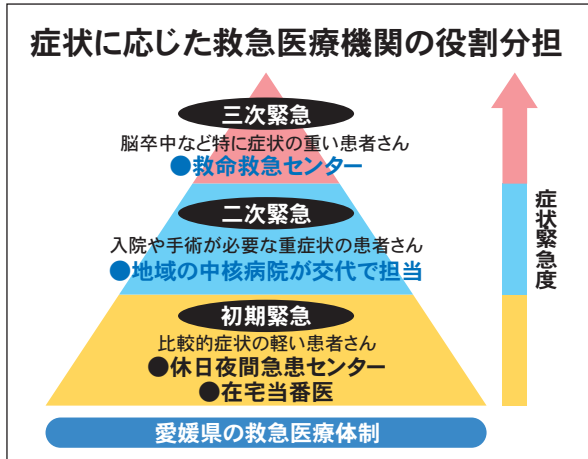 症状に応じた救急医療機関の役割分担
三次緊急
脳卒中など特に症状の重い患者さん
●救命救急センター
二次緊急
入院や手術が必要な重症状の患者さん
●地域の中核病院が交代で担当
初期緊急
比較的症状の軽い患者さん
●休日夜間急患センター
●在宅当番医
症状緊急度
愛媛県の救急医療体制